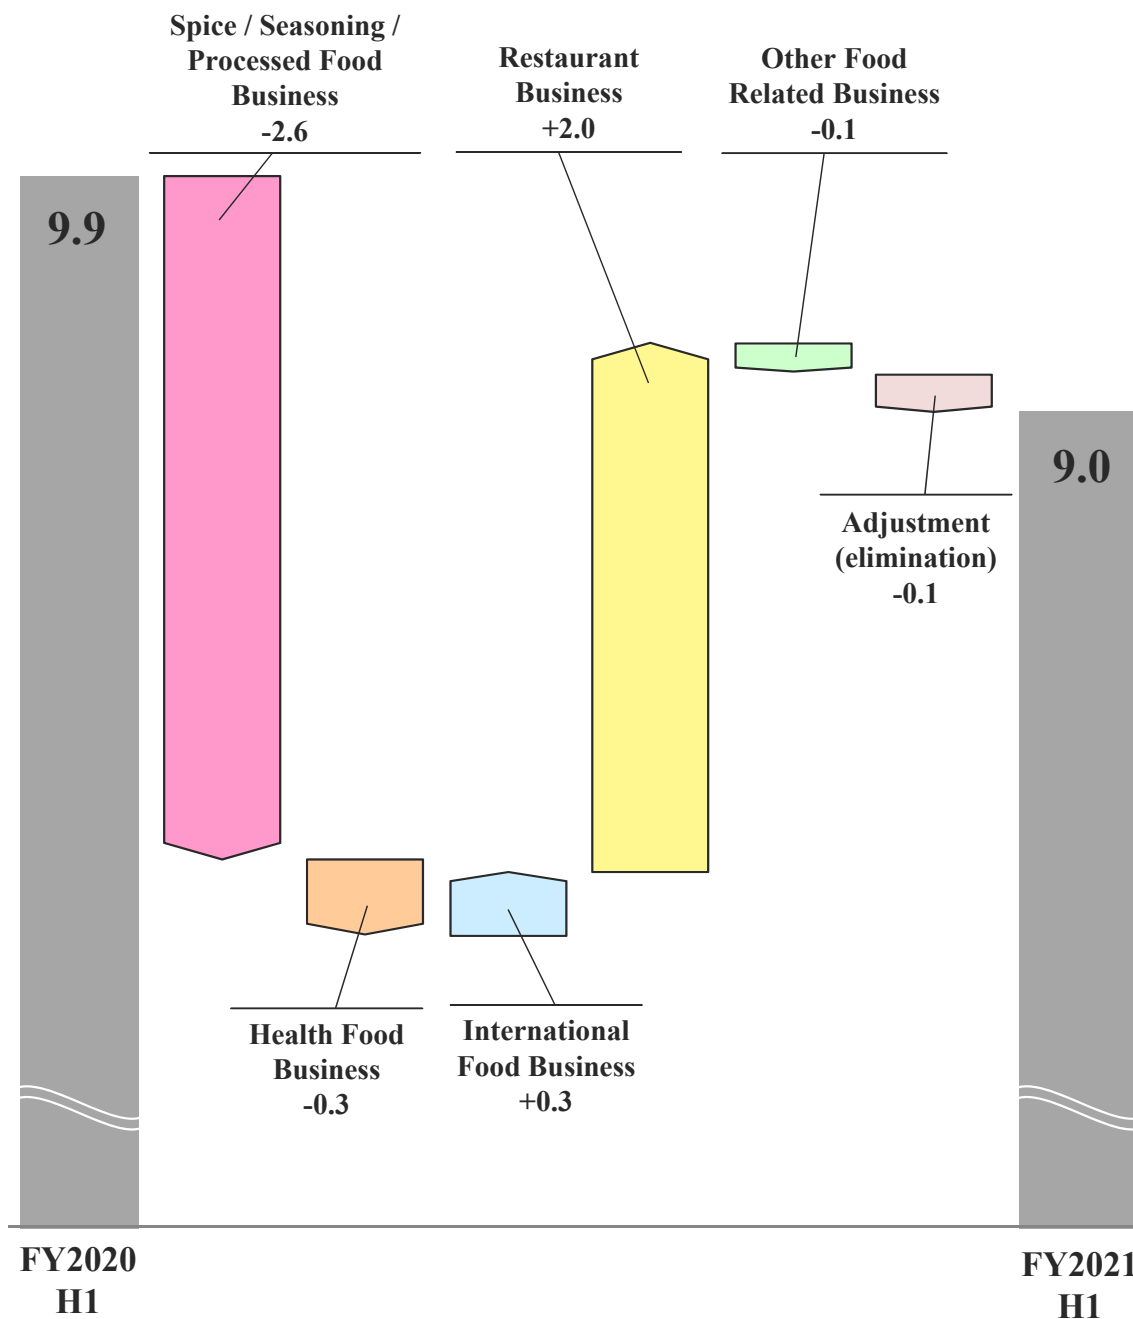 Spice / Seasoning /
Processed Food
Business
-2.6
Restaurant
Business
+2.0
Other Food
Related Business
-0.1
9.9
9.0
Adjustment
(elimination)
-0.1
Health Food
Business
-0.3
International
Food Business
+0.3
FY2020
H1
FY2021
H1